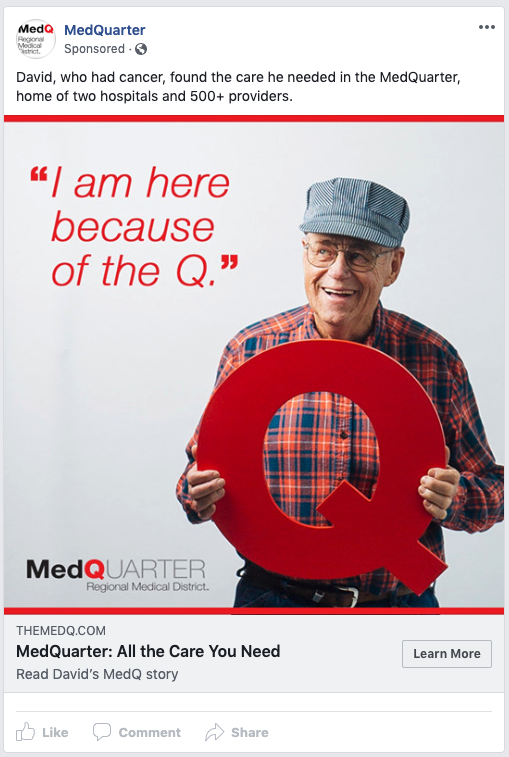 MedQ
Regional
Medical
District.
MedQuarter
Sponsored ·
David, who had cancer, found the care he needed in the MedQuarter,
home of two hospitals and 500+ providers.
“I am here
because
of the Q.”
Q
MedQUARTER
Regional Medical District.
THEMEDQ.COM
MedQuarter: All the Care You Need
Read David’s MedQ story
Learn More
Like Comment Share